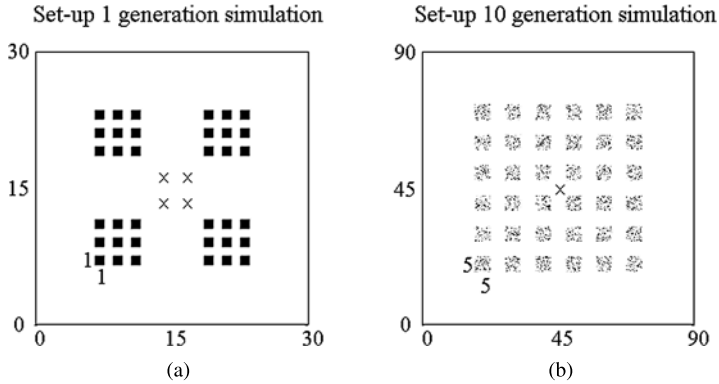 Set-up 1 generation simulation
Set-up 10 generation simulation
30
90
15
45
1
1
5
5
0
0
0 15 30
0 45 90
(a)
(b)